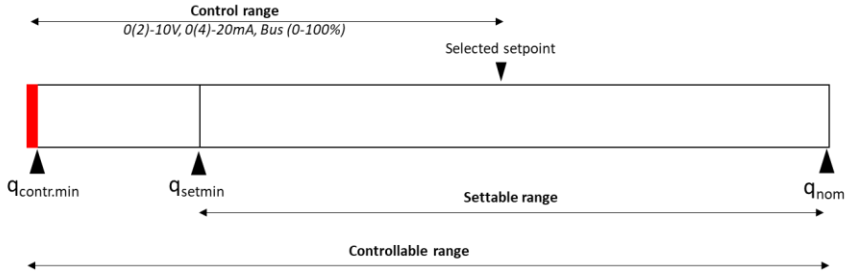 Control range
0(2)-10V, 0(4)-20mA, Bus (0-100%)
Selected setpoint
qcontr.min
qsetmin
qnom
Settable range
Controllable range